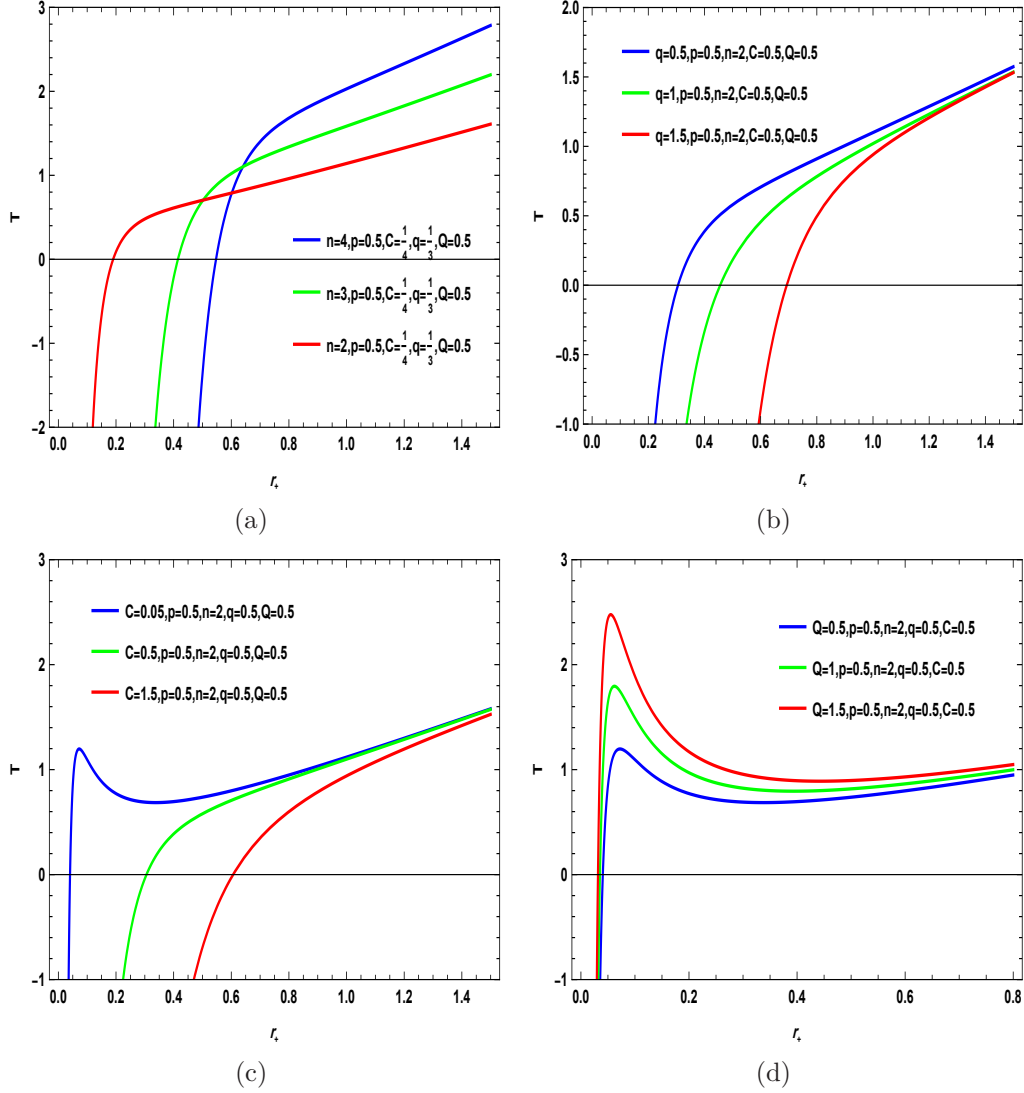 3
2
1
0
−1
−2
T
n=4,p=0.5,C=1/4,q=1/3,Q=0.5
n=3,p=0.5,C=1/4,q=1/3,Q=0.5
n=2,p=0.5,C=1/4,q=1/3,Q=0.5
0.0 0.2 0.4 0.6 0.8 1.0 1.2 1.4
r+
(a)
2.0
1.5
1.0
0.5
0.0
−0.5
−1.0
T
q=0.5,p=0.5,n=2,C=0.5,Q=0.5
q=1,p=0.5,n=2,C=0.5,Q=0.5
q=1.5,p=0.5,n=2,C=0.5,Q=0.5
0.0 0.2 0.4 0.6 0.8 1.0 1.2 1.4
r+
(b)
3
2
1
0
−1
T
C=0.05,p=0.5,n=2,q=0.5,Q=0.5
C=0.5,p=0.5,n=2,q=0.5,Q=0.5
C=1.5,p=0.5,n=2,q=0.5,Q=0.5
0.0 0.2 0.4 0.6 0.8 1.0 1.2 1.4
r+
(c)
3
2
1
0
−1
T
Q=0.5,p=0.5,n=2,q=0.5,C=0.5
Q=1,p=0.5,n=2,q=0.5,C=0.5
Q=1.5,p=0.5,n=2,q=0.5,C=0.5
0.0 0.2 0.4 0.6 0.8
r+
(d)